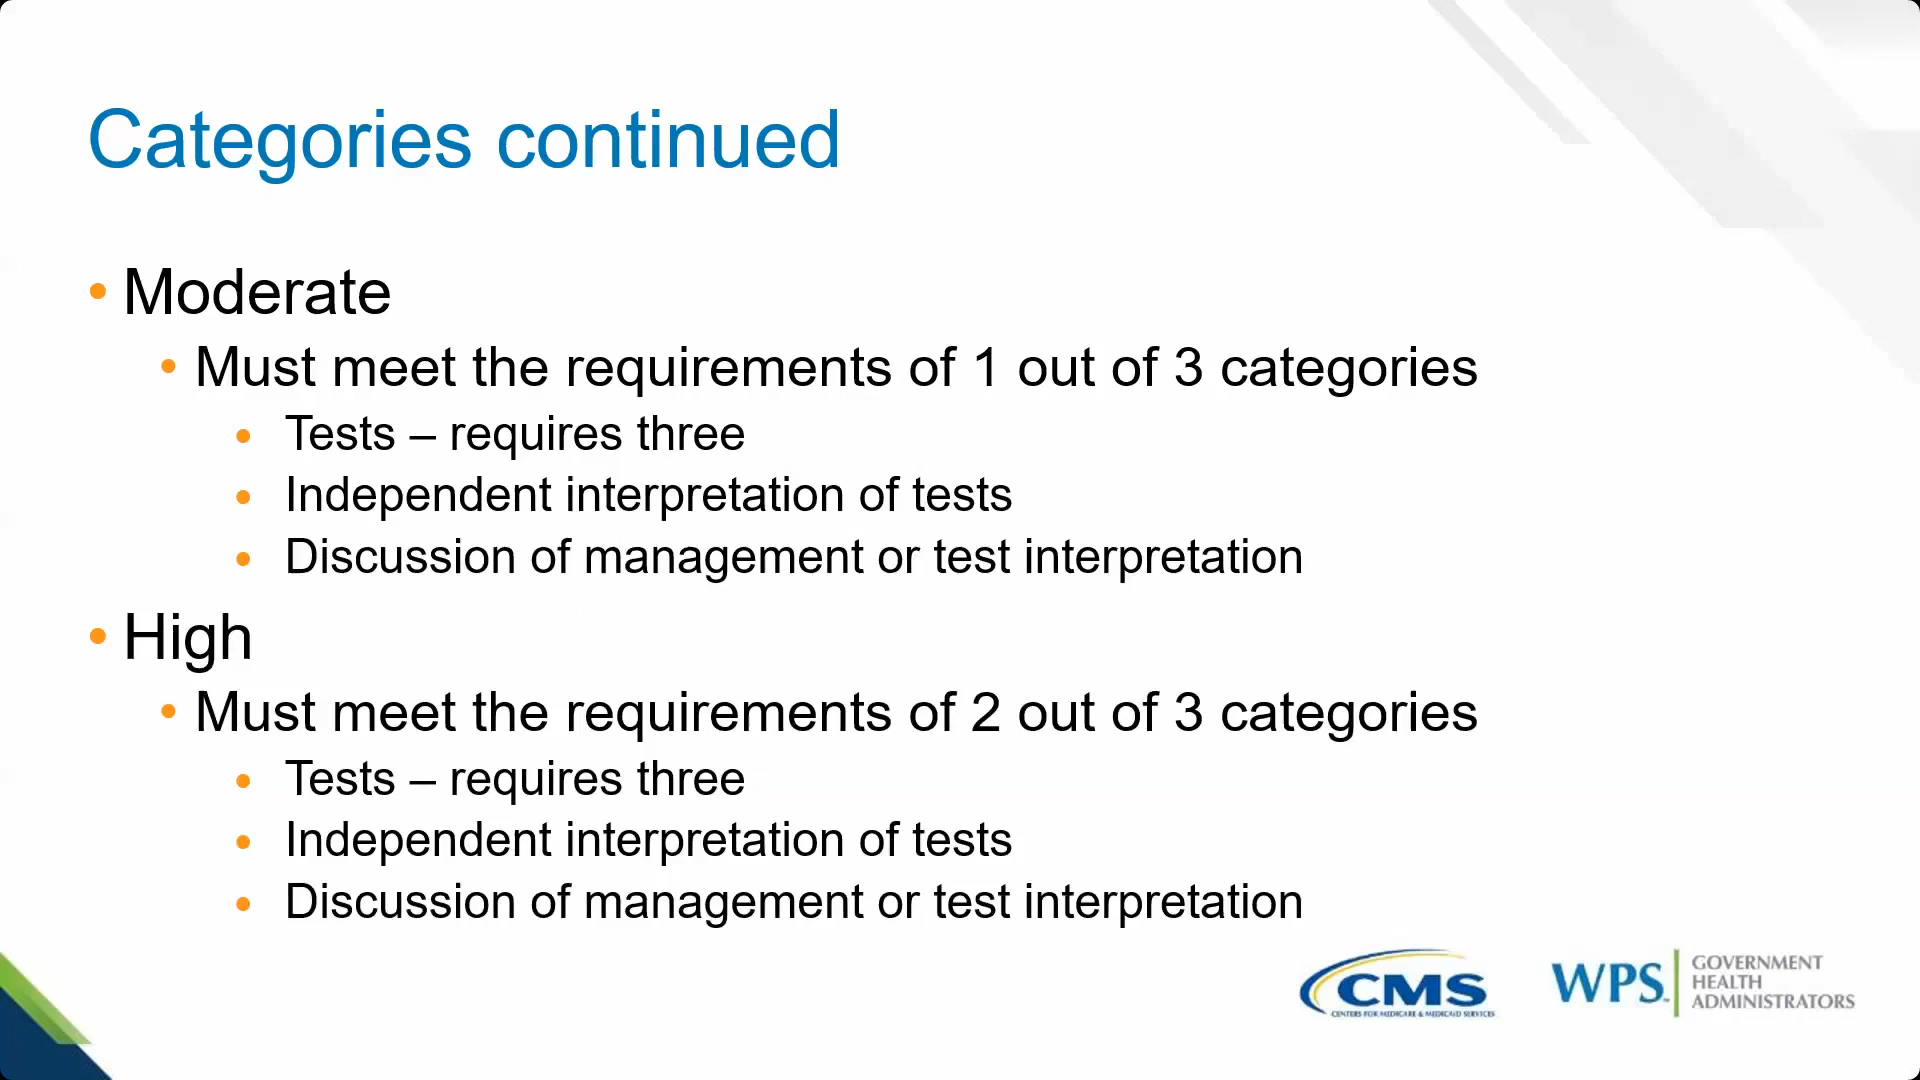 Categories continued
• Moderate
• Must meet the requirements of 1 out of 3 categories
• Tests – requires three
• Independent interpretation of tests
• Discussion of management or test interpretation
• High
• Must meet the requirements of 2 out of 3 categories
• Tests – requires three
• Independent interpretation of tests
• Discussion of management or test interpretation
CMS
CENTERS FOR MEDICARE & MEDICAID SERVICES
WPS
GOVERNMENT
HEALTH
ADMINISTRATORS